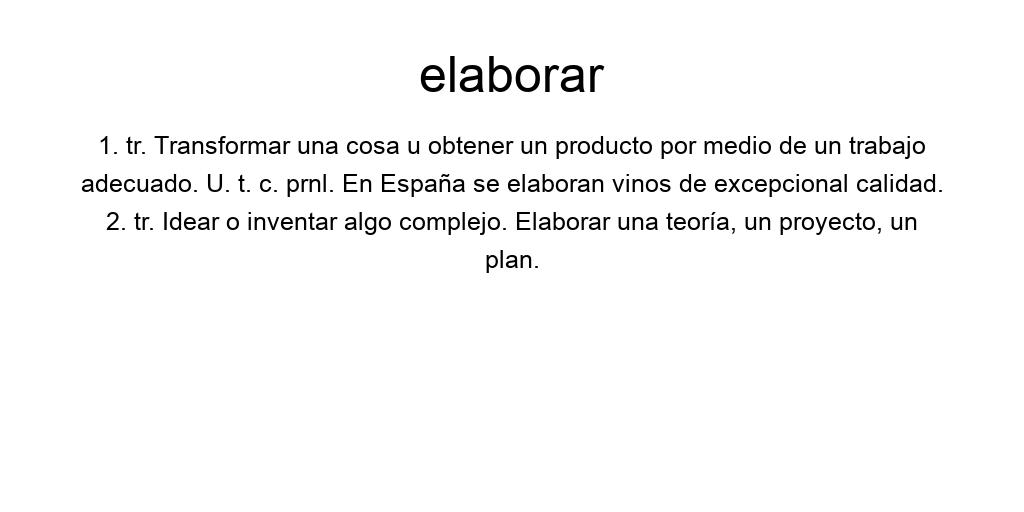 elaborar
1. tr. Transformar una cosa u obtener un producto por medio de un trabajo
adecuado. U. t. c. prnl. En España se elaboran vinos de excepcional calidad.
2. tr. Idear o inventar algo complejo. Elaborar una teoría, un proyecto, un
plan.